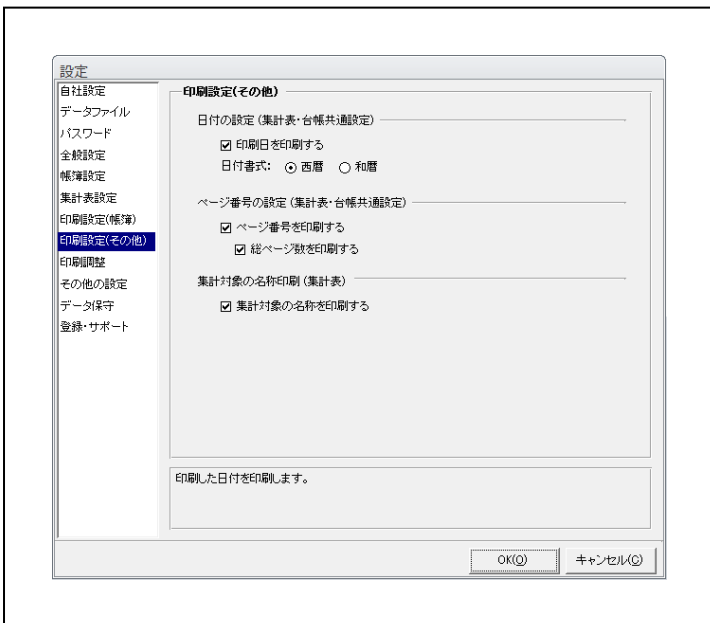 設定
自社設定
データファイル
パスワード
全般設定
帳簿設定
集計表設定
印刷設定(帳簿)
印刷設定(その他)
印刷調整
その他の設定
データ保守
登録・サポート
印刷設定(その他)
日付の設定(集計表・台帳共通設定)
印刷日を印刷する
日付書式: 西暦 和暦
ページ番号の設定(集計表・台帳共通設定)
ページ番号を印刷する
総ページ数を印刷する
集計対象の名称印刷(集計表)
集計対象の名称を印刷する
印刷した日付を印刷します。
OK(O) キャンセル(C)